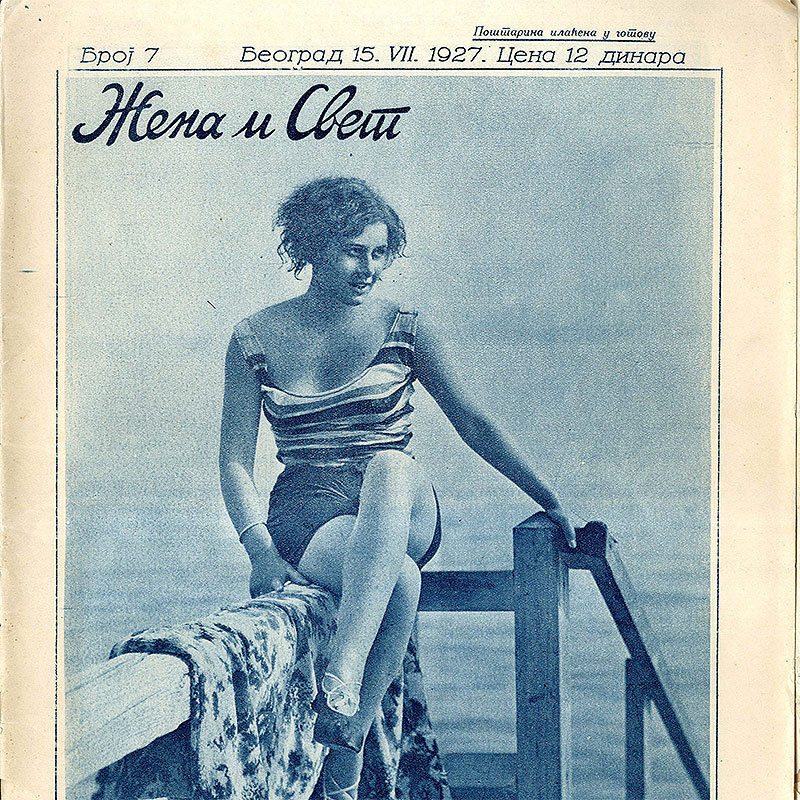 Поштарина плаћена у готову
Број 7 Београд 15. VII. 1927. Цена 12 динара
Жена и Свет